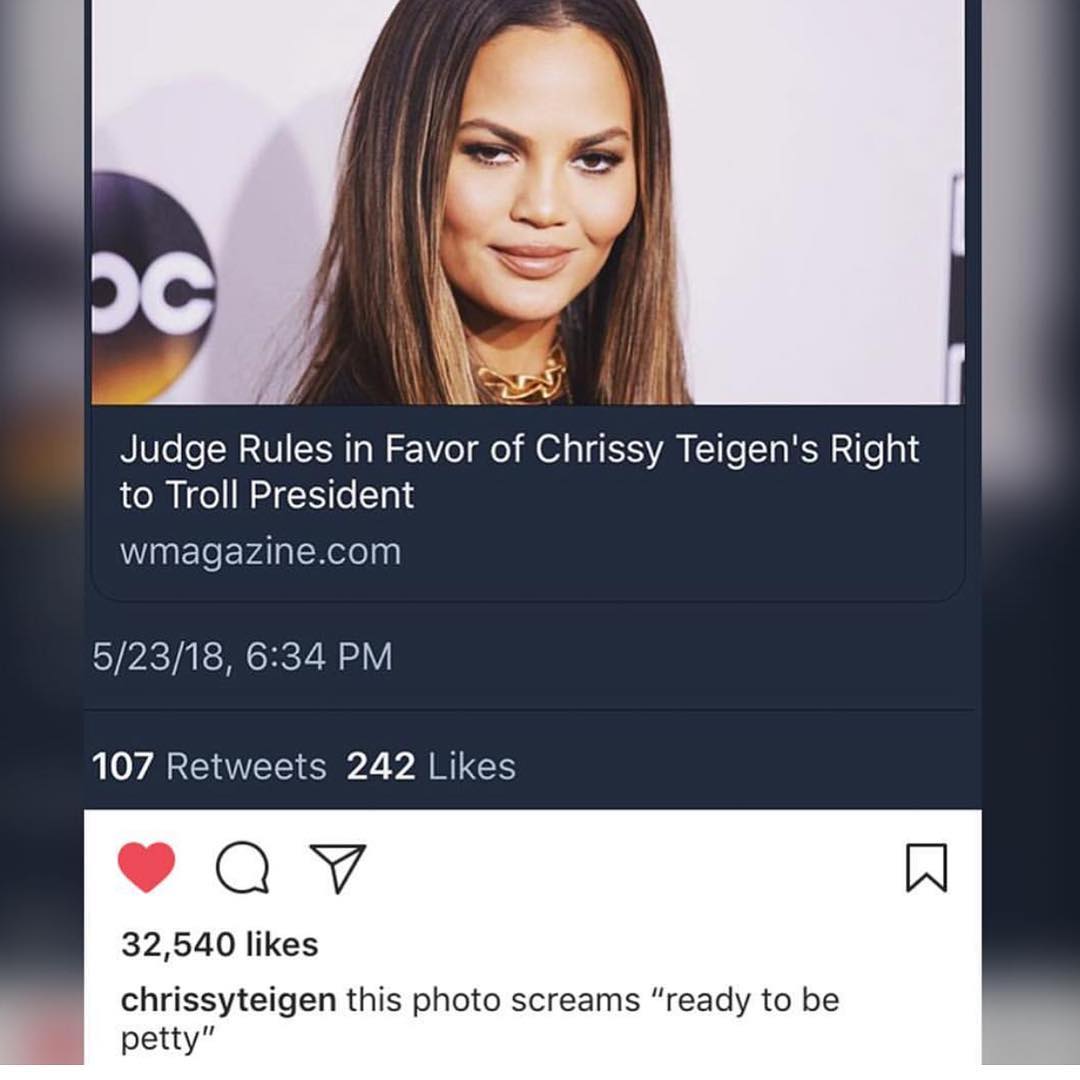 bc
Judge Rules in Favor of Chrissy Teigen's Right
to Troll President
wmagazine.com
5/23/18, 6:34 PM
107 Retweets 242 Likes
32,540 likes
chrissyteigen this photo screams “ready to be
petty”